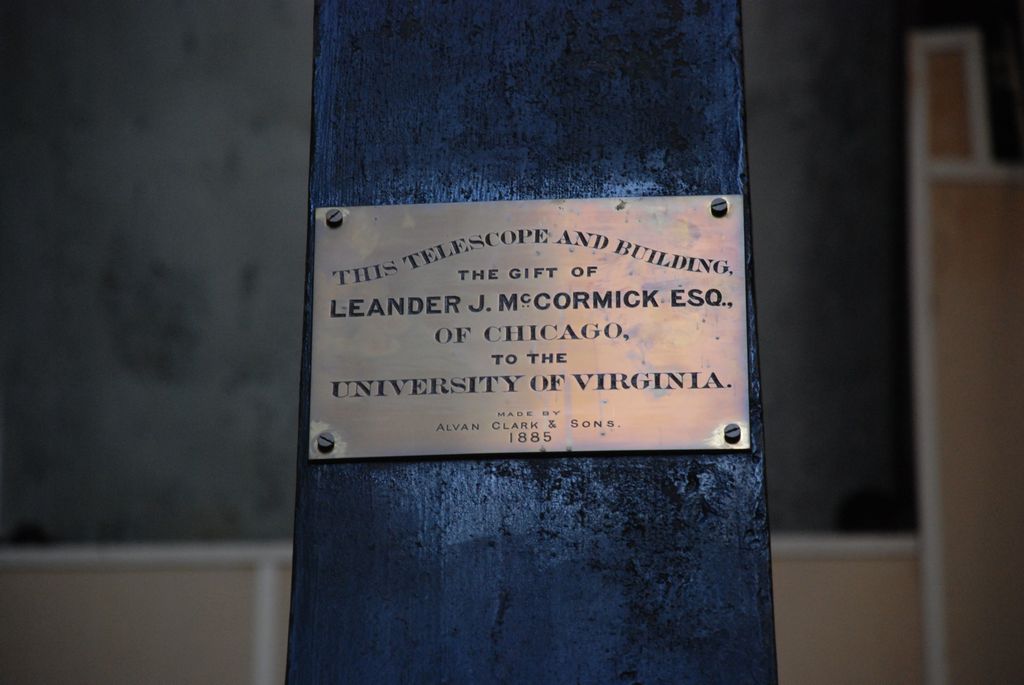 THIS TELESCOPE AND BUILDING,
THE GIFT OF
LEANDER J. McCORMICK ESQ.,
OF CHICAGO,
TO THE
UNIVERSITY OF VIRGINIA.
MADE BY
ALVAN CLARK & SONS.
1885